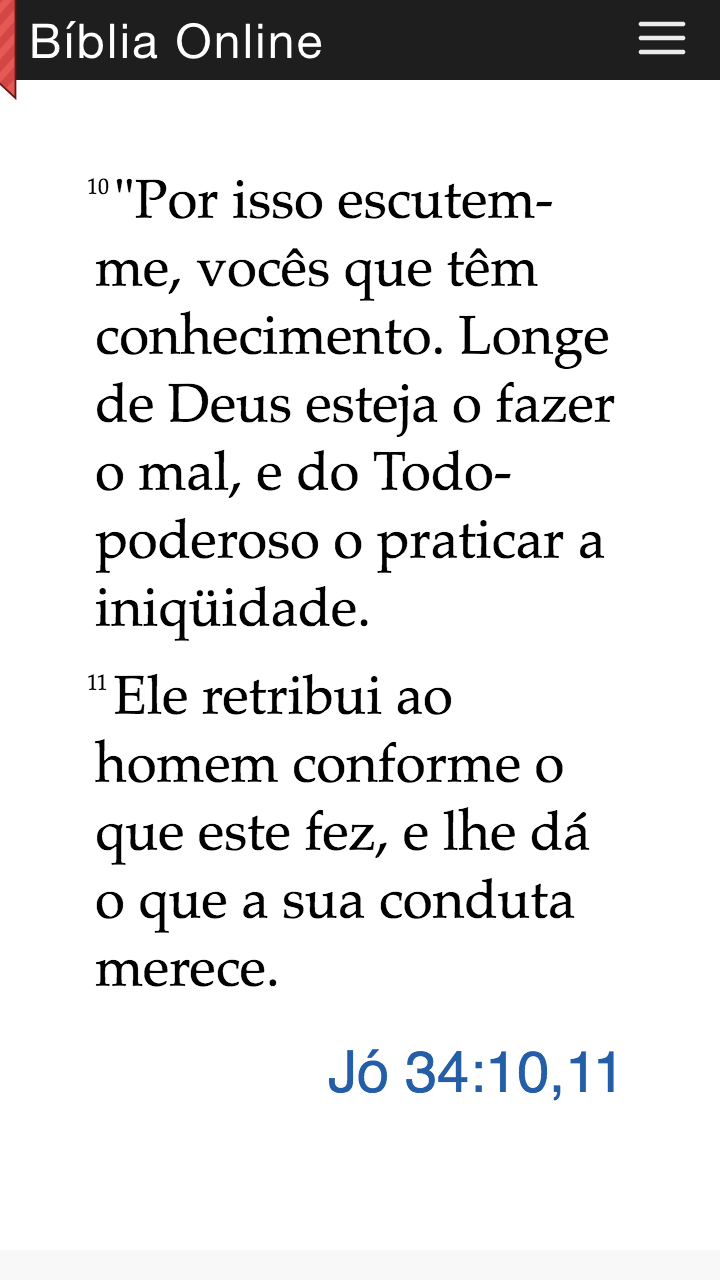 Bíblia Online
10 "Por isso escutem-
me, vocês que têm
conhecimento. Longe
de Deus esteja o fazer
o mal, e do Todo-
poderoso o praticar a
iniqüidade.
11 Ele retribui ao
homem conforme o
que este fez, e lhe dá
o que a sua conduta
merece.
Jó 34:10,11